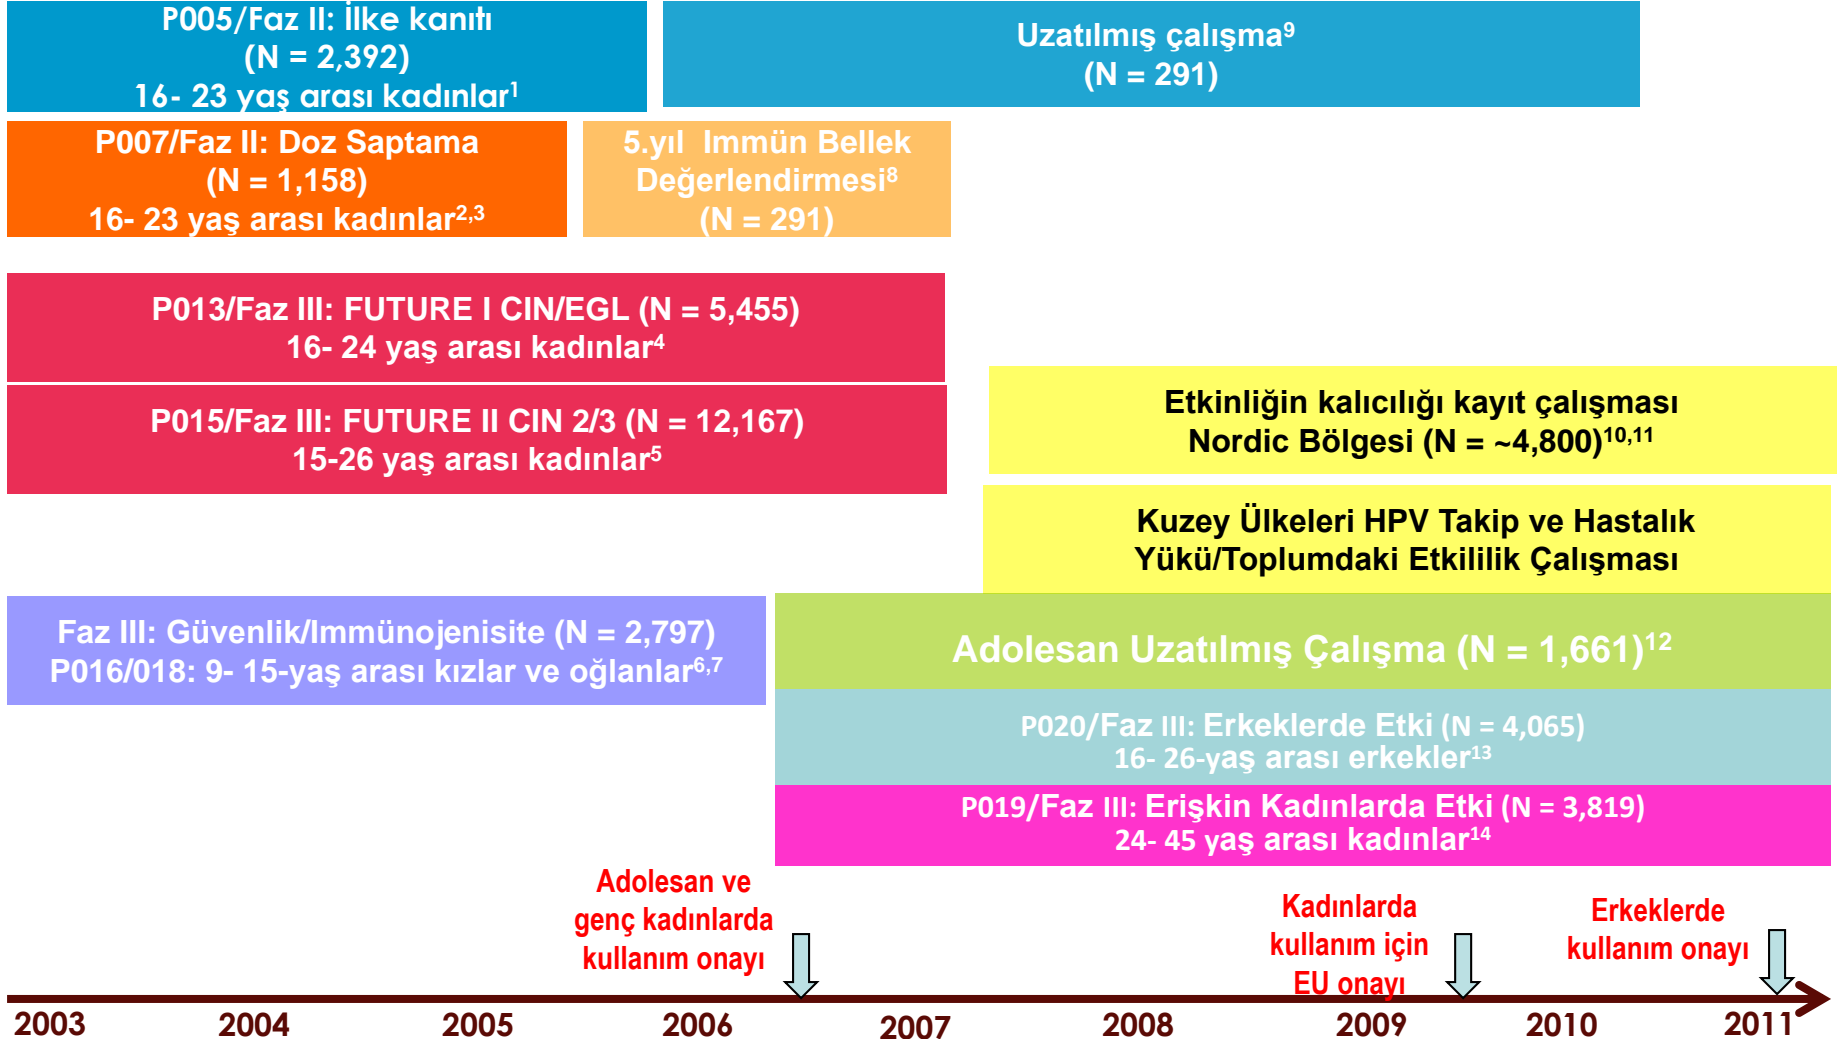 P005/Faz II: İlke kanıtı
(N = 2,392)
16- 23 yaş arası kadınlar1
Uzatılmış çalışma9
(N = 291)
P007/Faz II: Doz Saptama
(N = 1,158)
16- 23 yaş arası kadınlar2,3
5.yıl Immün Bellek
Değerlendirmesi8
(N = 291)
P013/Faz III: FUTURE I CIN/EGL (N = 5,455)
16- 24 yaş arası kadınlar4
P015/Faz III: FUTURE II CIN 2/3 (N = 12,167)
15-26 yaş arası kadınlar5
Etkinliğin kalıcılığı kayıt çalışması
Nordic Bölgesi (N = ~4,800)10,11
Kuzey Ülkeleri HPV Takip ve Hastalık
Yükü/Toplumdaki Etkililik Çalışması
Faz III: Güvenlik/Immünojenisite (N = 2,797)
P016/018: 9- 15-yaş arası kızlar ve oğlanlar6,7
Adolesan Uzatılmış Çalışma (N = 1,661)12
P020/Faz III: Erkeklerde Etki (N = 4,065)
16- 26-yaş arası erkekler13
P019/Faz III: Erişkin Kadınlarda Etki (N = 3,819)
24- 45 yaş arası kadınlar14
Adolesan ve
genç kadınlarda
kullanım onayı
Kadınlarda
kullanım için
EU onayı
Erkeklerde
kullanım onayı
2003 2004 2005 2006 2007 2008 2009 2010 2011